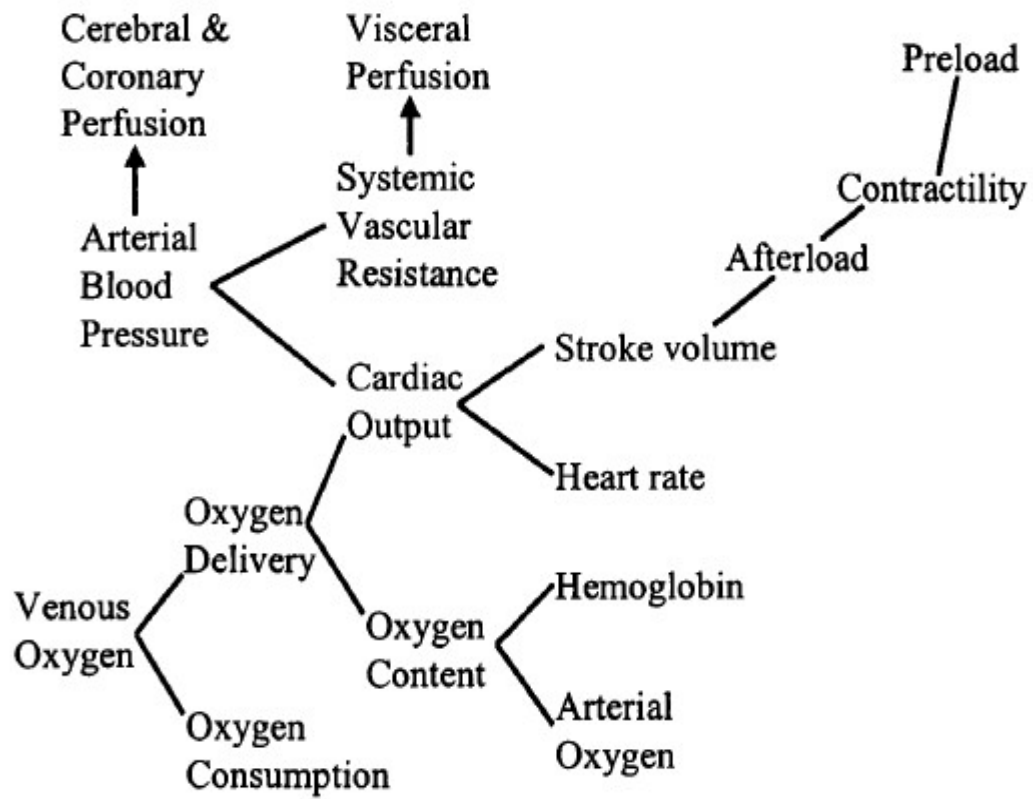 Cerebral &
Coronary
Perfusion
Visceral
Perfusion
Preload
Systemic
Vascular
Resistance
Contractility
Arterial
Blood
Pressure
Afterload
Stroke volume
Cardiac
Output
Heart rate
Oxygen
Delivery
Hemoglobin
Venous
Oxygen
Oxygen
Content
Arterial
Oxygen
Oxygen
Consumption